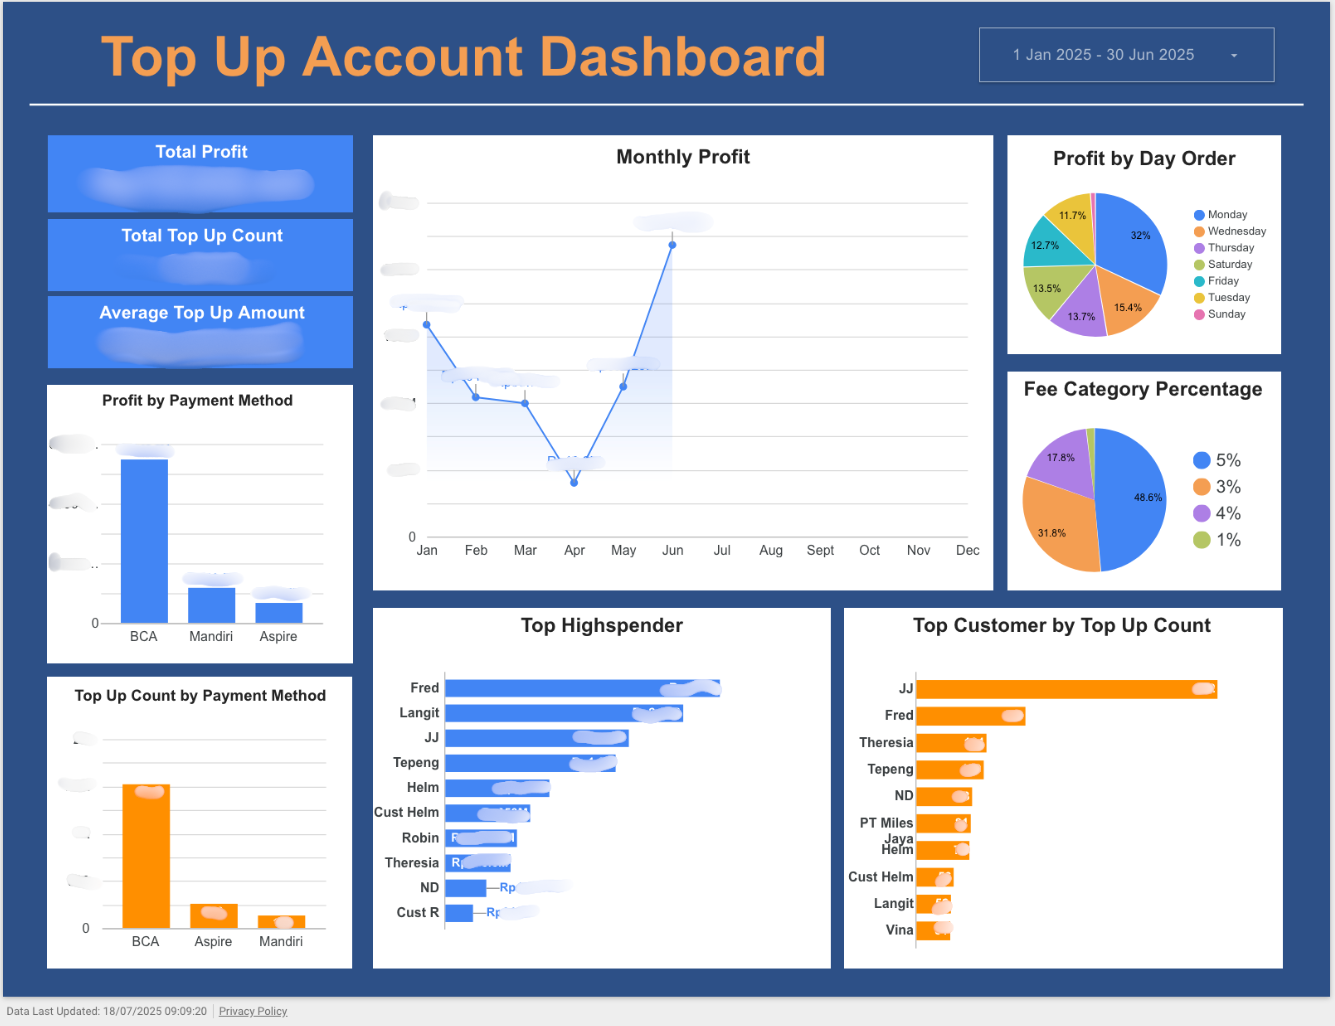 Top Up Account Dashboard
1 Jan 2025 - 30 Jun 2025
Total Profit
Total Top Up Count
Average Top Up Amount
Profit by Payment Method
0
BCA Mandiri Aspire
Top Up Count by Payment Method
0
BCA Aspire Mandiri
Monthly Profit
0
Jan Feb Mar Apr May Jun Jul Aug Sept Oct Nov Dec
Profit by Day Order
32%
15.4%
13.7%
13.5%
12.7%
11.7%
Monday
Wednesday
Thursday
Saturday
Friday
Tuesday
Sunday
Fee Category Percentage
48.6%
31.8%
17.8%
5%
3%
4%
1%
Top Highspender
Fred
Langit
JJ
Tepeng
Helm
Cust Helm
Robin
Theresia
ND Rp
Cust R Rp
Top Customer by Top Up Count
JJ
Fred
Theresia
Tepeng
ND
PT Miles
Jaya
Helm
Cust Helm
Langit
Vina
Data Last Updated: 18/07/2025 09:09:20 Privacy Policy